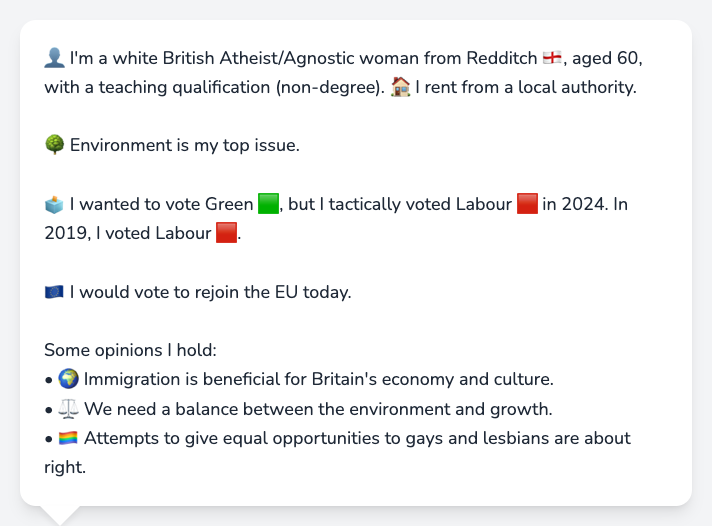 👤 I'm a white British Atheist/Agnostic woman from Redditch 🏴󠁧󠁢󠁥󠁮󠁧󠁿, aged 60,
with a teaching qualification (non-degree). 🏠 I rent from a local authority.
🌳 Environment is my top issue.
🗳️ I wanted to vote Green 🟩, but I tactically voted Labour 🟥 in 2024. In
2019, I voted Labour 🟥.
🇪🇺 I would vote to rejoin the EU today.
Some opinions I hold:
• 🌍 Immigration is beneficial for Britain's economy and culture.
• ⚖️ We need a balance between the environment and growth.
• 🏳️‍🌈 Attempts to give equal opportunities to gays and lesbians are about
right.